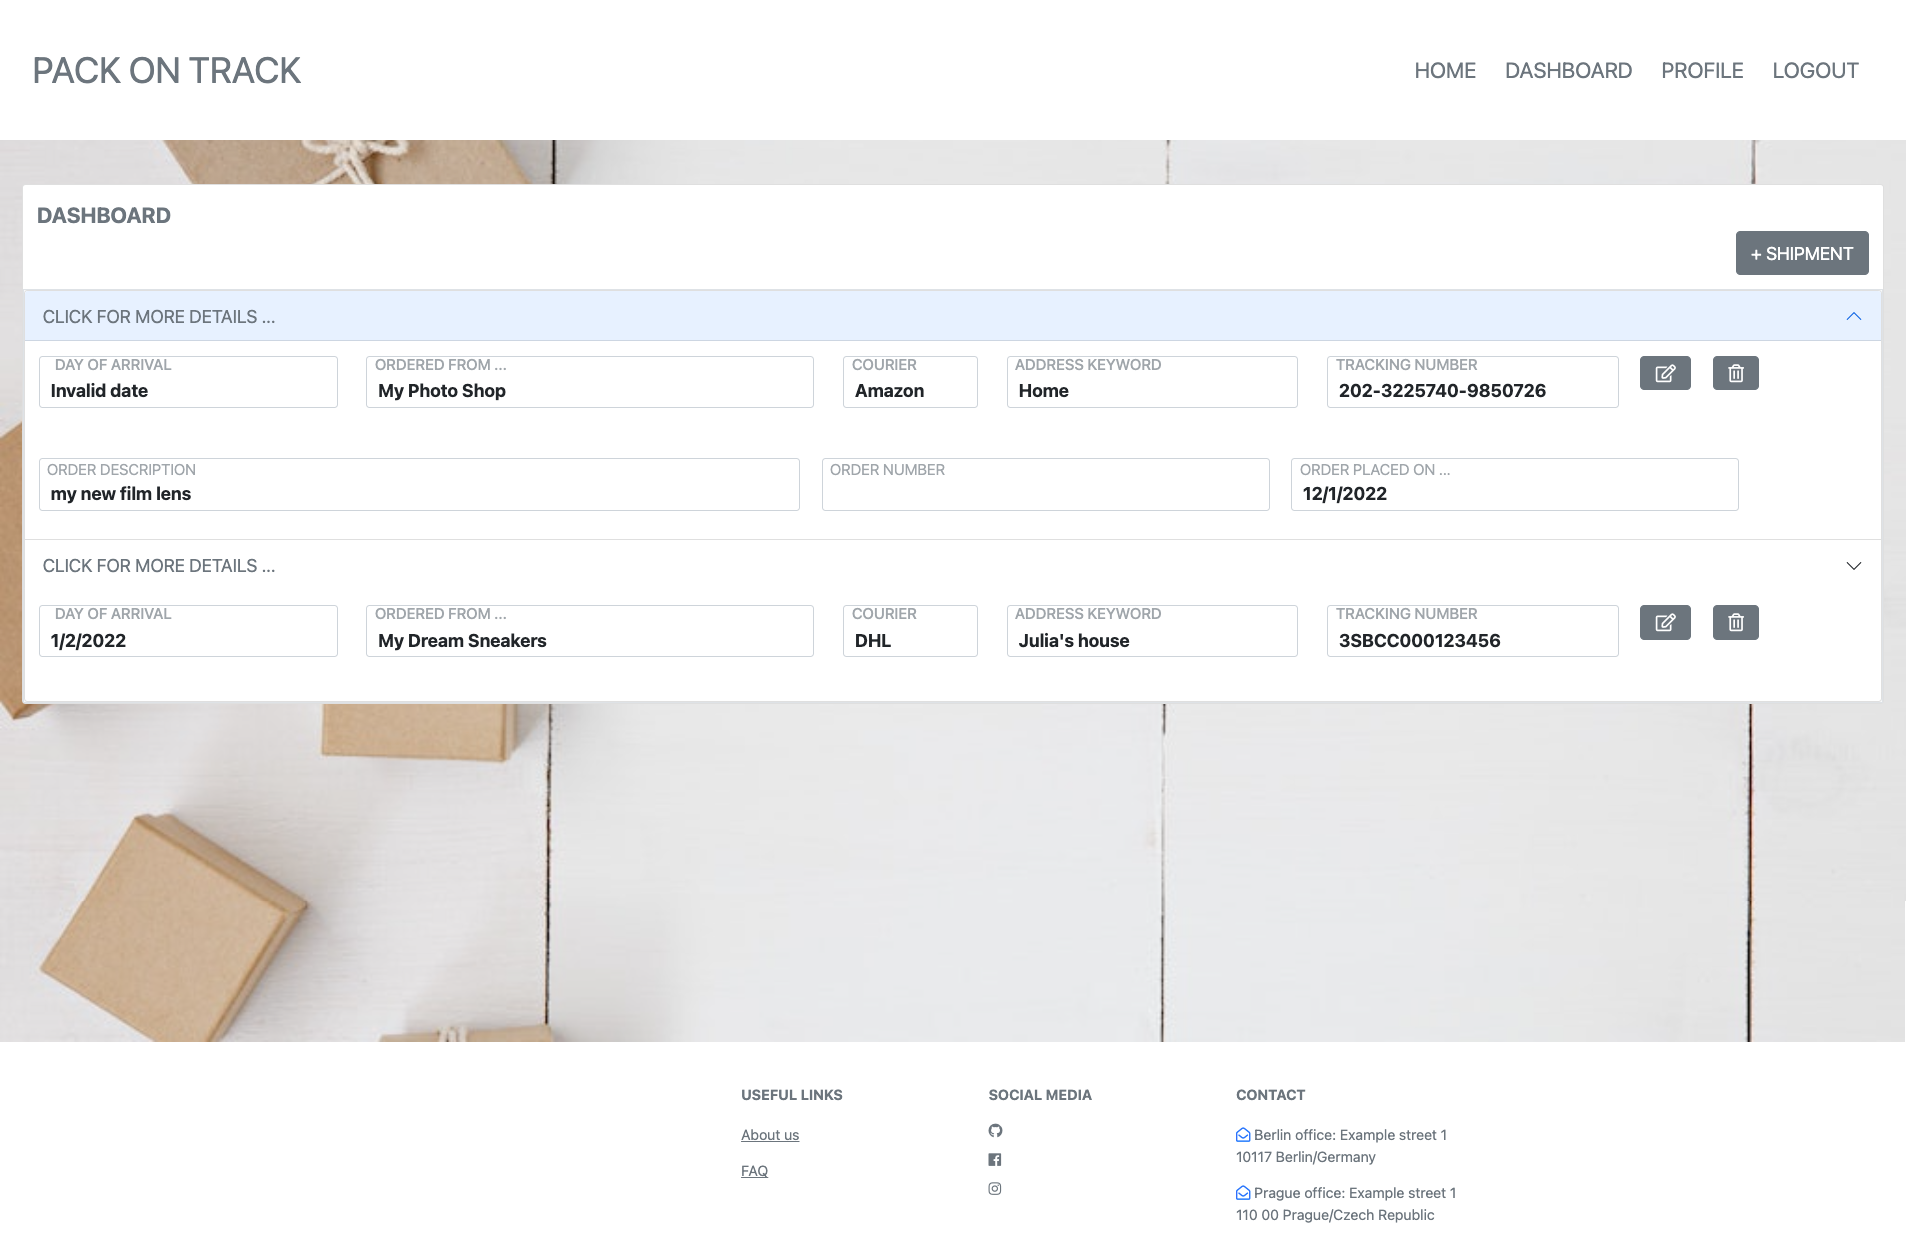 PACK ON TRACK
HOME DASHBOARD PROFILE LOGOUT
DASHBOARD
+ SHIPMENT
CLICK FOR MORE DETAILS ...
DAY OF ARRIVAL ORDERED FROM ... COURIER ADDRESS KEYWORD TRACKING NUMBER
Invalid date My Photo Shop Amazon Home 202-3225740-9850726
ORDER DESCRIPTION ORDER NUMBER ORDER PLACED ON ...
my new film lens 12/1/2022
CLICK FOR MORE DETAILS ...
DAY OF ARRIVAL ORDERED FROM ... COURIER ADDRESS KEYWORD TRACKING NUMBER
1/2/2022 My Dream Sneakers DHL Julia's house 3SBCC000123456
USEFUL LINKS SOCIAL MEDIA CONTACT
About us Berlin office: Example street 1
10117 Berlin/Germany
FAQ
Prague office: Example street 1
110 00 Prague/Czech Republic